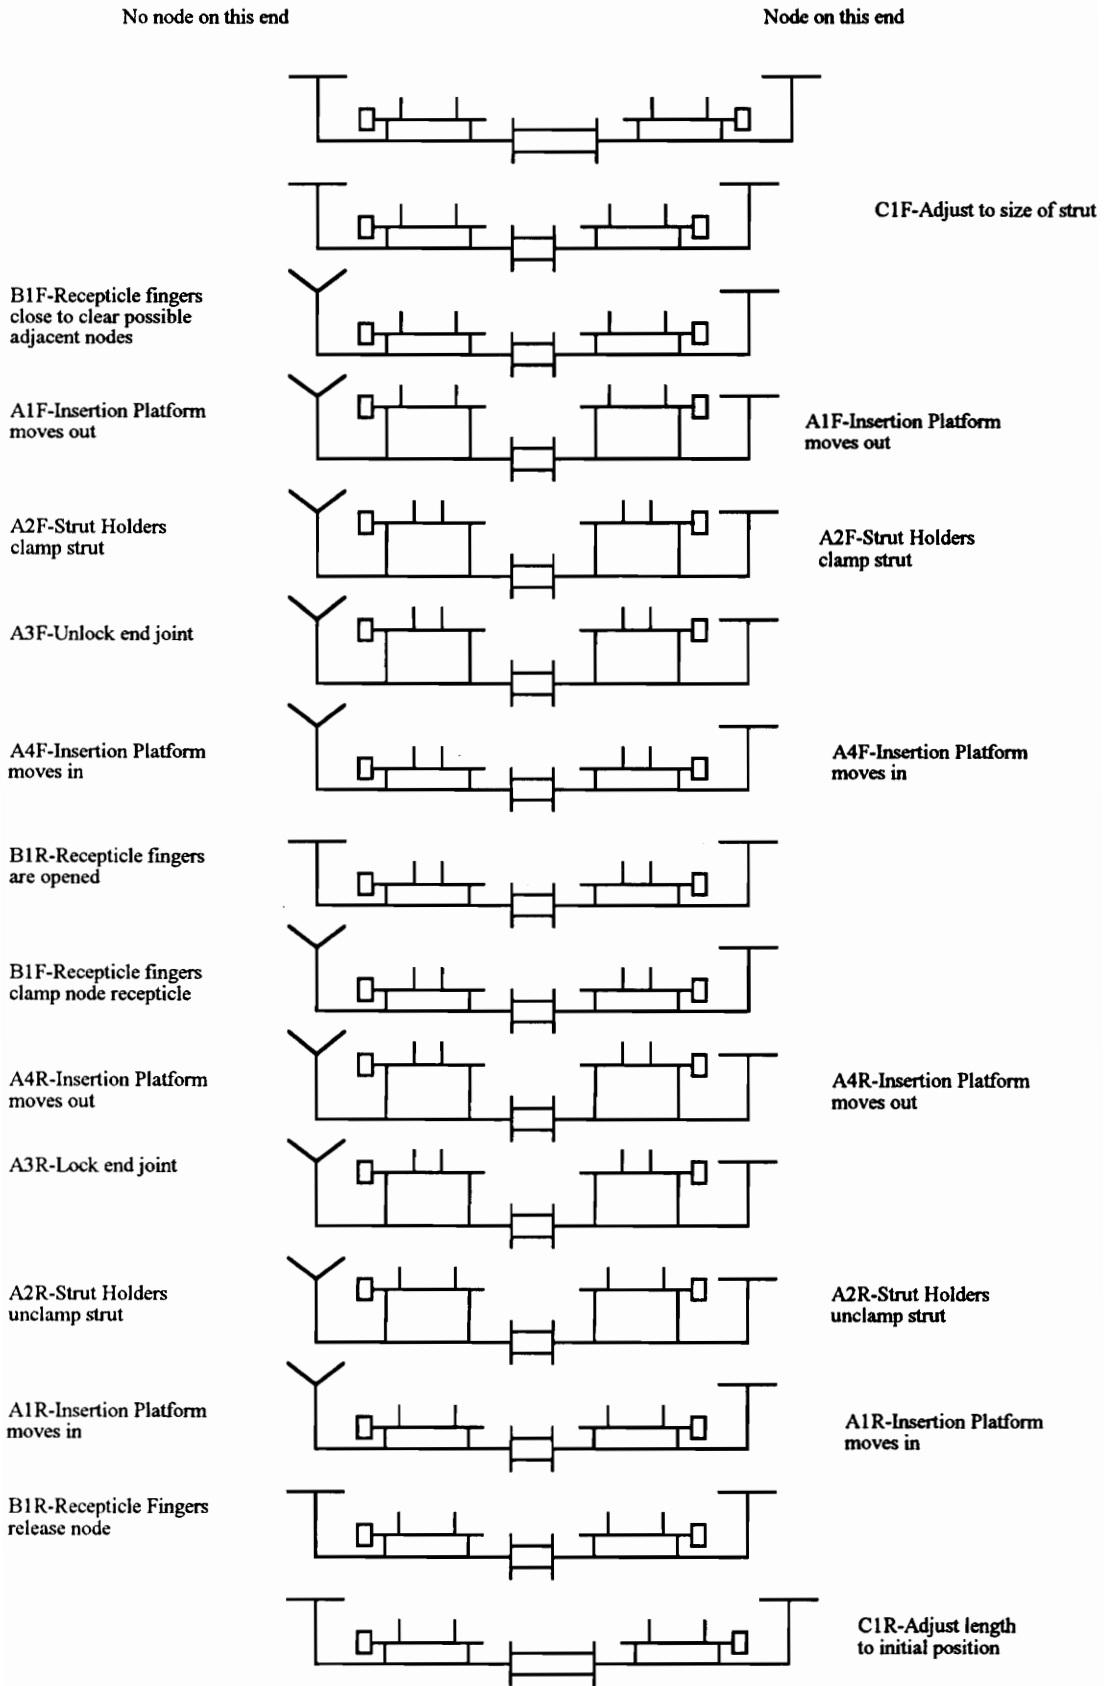 No node on this end
Node on this end
C1F-Adjust to size of strut
B1F-Recepticle fingers
close to clear possible
adjacent nodes
A1F-Insertion Platform
moves out
A1F-Insertion Platform
moves out
A2F-Strut Holders
clamp strut
A2F-Strut Holders
clamp strut
A3F-Unlock end joint
A4F-Insertion Platform
moves in
A4F-Insertion Platform
moves in
B1R-Recepticle fingers
are opened
B1F-Recepticle fingers
clamp node recepticle
A4R-Insertion Platform
moves out
A4R-Insertion Platform
moves out
A3R-Lock end joint
A2R-Strut Holders
unclamp strut
A2R-Strut Holders
unclamp strut
A1R-Insertion Platform
moves in
A1R-Insertion Platform
moves in
B1R-Recepticle Fingers
release node
C1R-Adjust length
to initial position